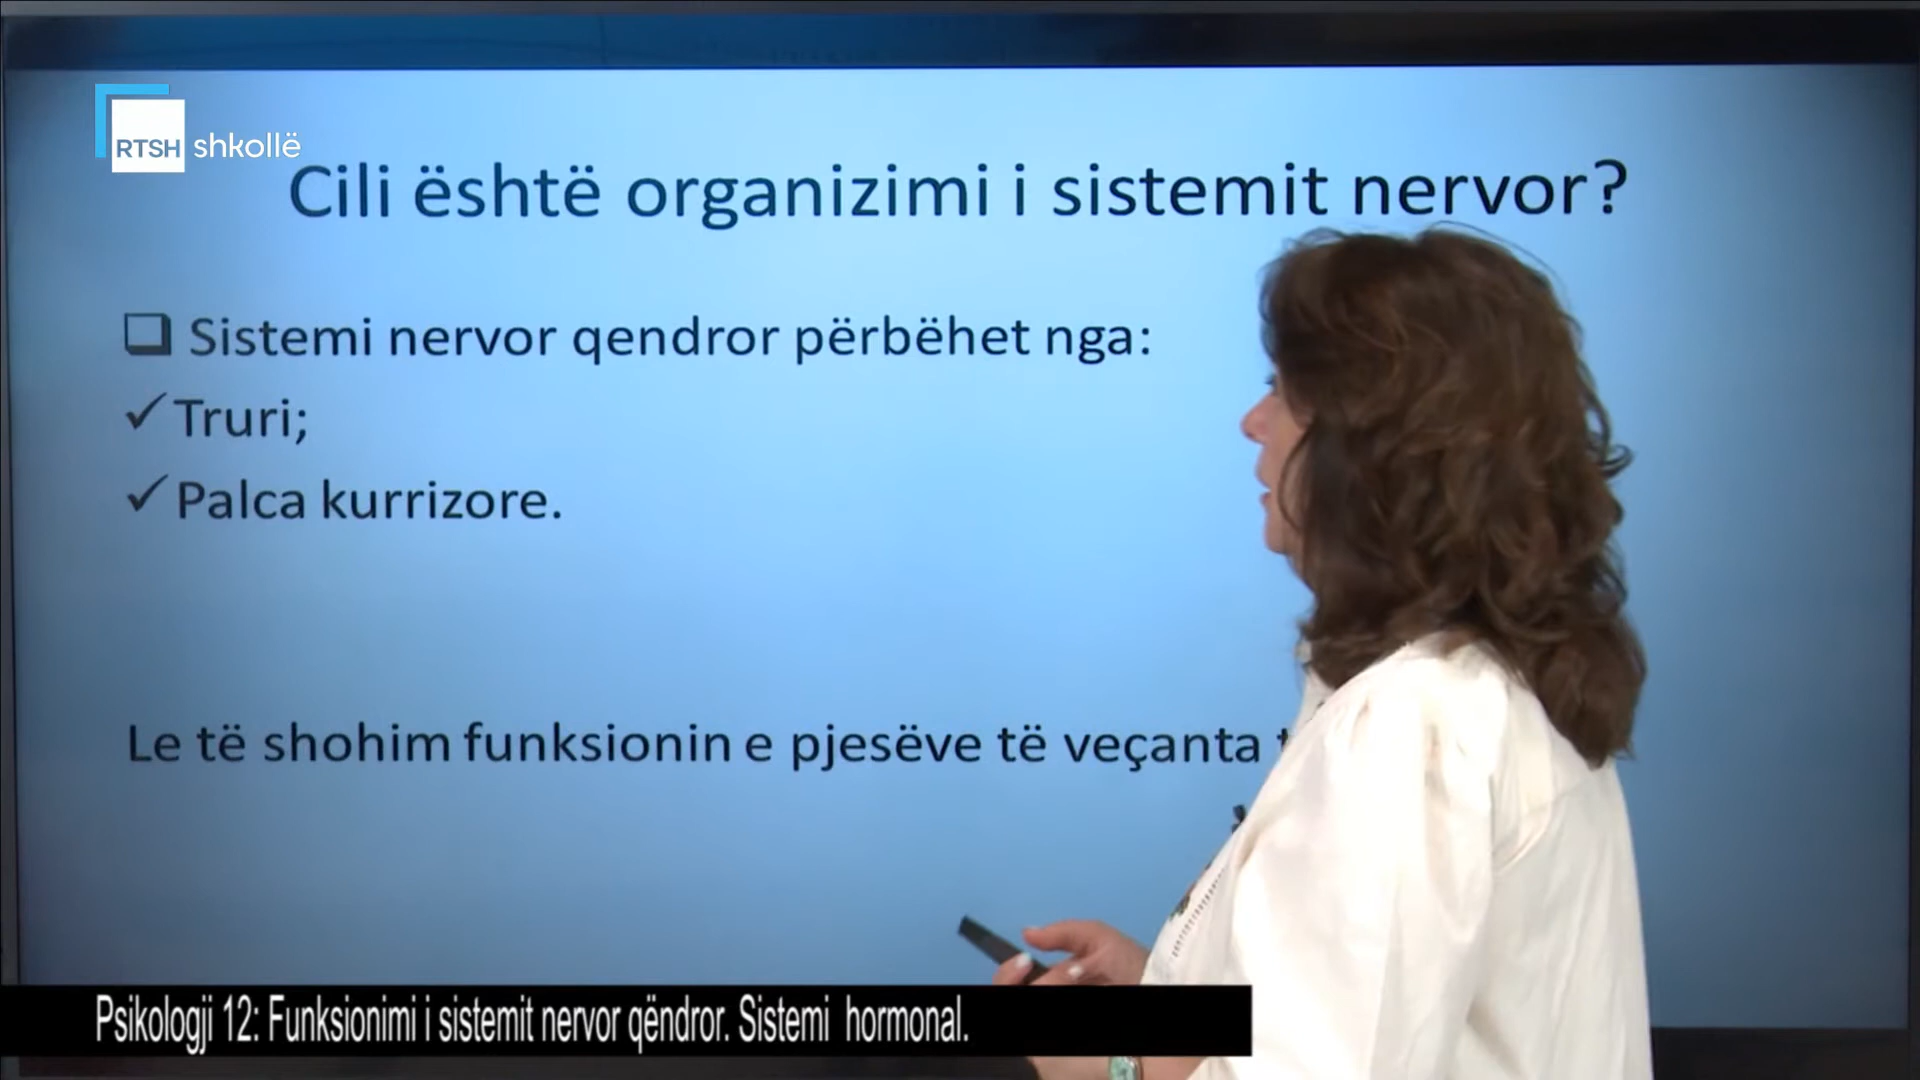 RTSH shkollë
Cili është organizimi i sistemit nervor?
Sistemi nervor qendror përbëhet nga:
Truri;
Palca kurrizore.
Le të shohim funksionin e pjesëve të veçanta
Psikologji 12: Funksionimi i sistemit nervor qëndror. Sistemi hormonal.